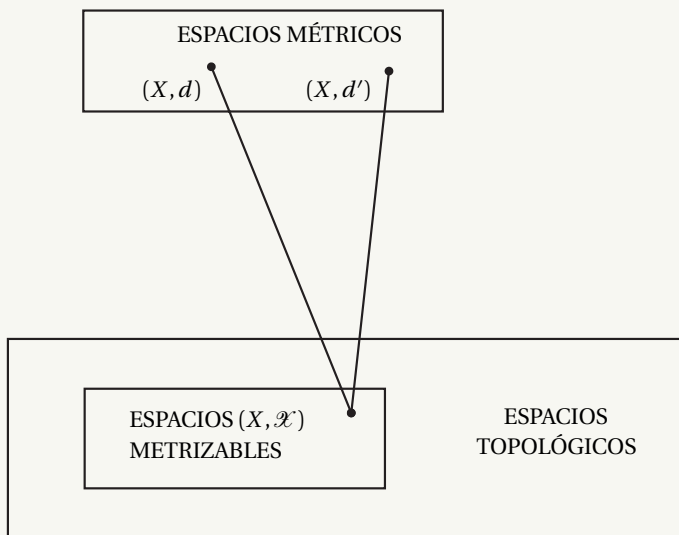 ESPACIOS MÉTRICOS
(X, d)
(X, d′)
ESPACIOS (X, 𝒳)
METRIZABLES
ESPACIOS
TOPOLÓGICOS